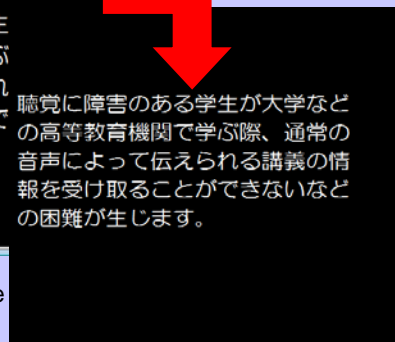 聴覚に障害のある学生が大学など
の高等教育機関で学ぶ際、通常の
音声によって伝えられる講義の情
報を受け取ることができないなど
の困難が生じます。